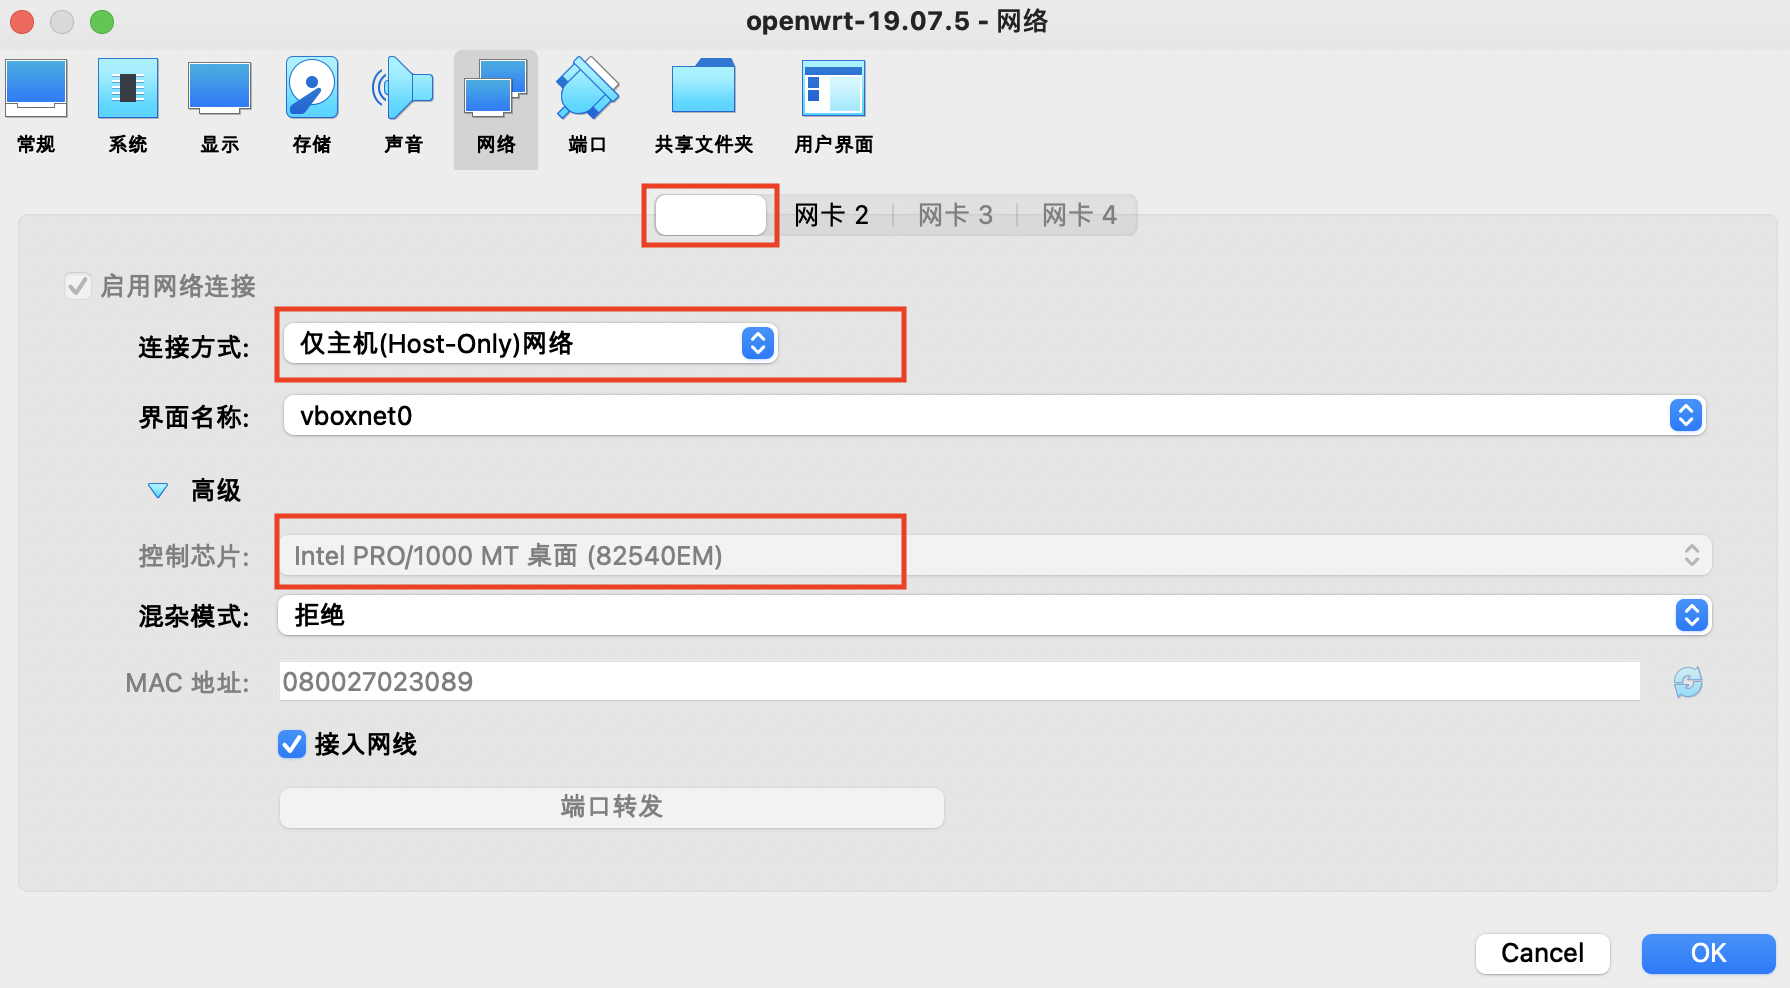 openwrt-19.07.5 - 网络
常规 系统 显示 存储 声音 网络 端口 共享文件夹 用户界面
网卡 2 网卡 3 网卡 4
启用网络连接
连接方式: 仅主机(Host-Only)网络
界面名称: vboxnet0
高级
控制芯片: Intel PRO/1000 MT 桌面 (82540EM)
混杂模式: 拒绝
MAC 地址: 080027023089
接入网线
端口转发
Cancel OK